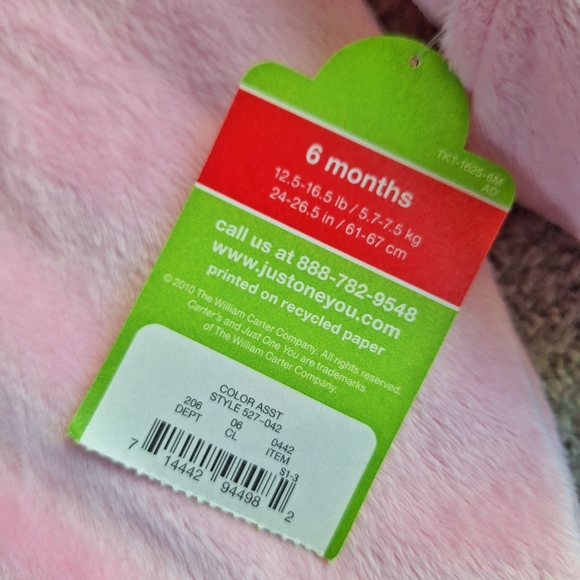 TKT-1625-6M
AD
6 months
12.5-16.5 lb / 5.7-7.5 kg
24-26.5 in / 61-67 cm
call us at 888-782-9548
www.justoneyou.com
printed on recycled paper
© 2010 The William Carter Company. All rights reserved.
Carter's and Just One You are trademarks
of The William Carter Company.
COLOR ASST
STYLE 527-042
206 06 0442
DEPT CL ITEM
S1-3
7 14442 94498 2